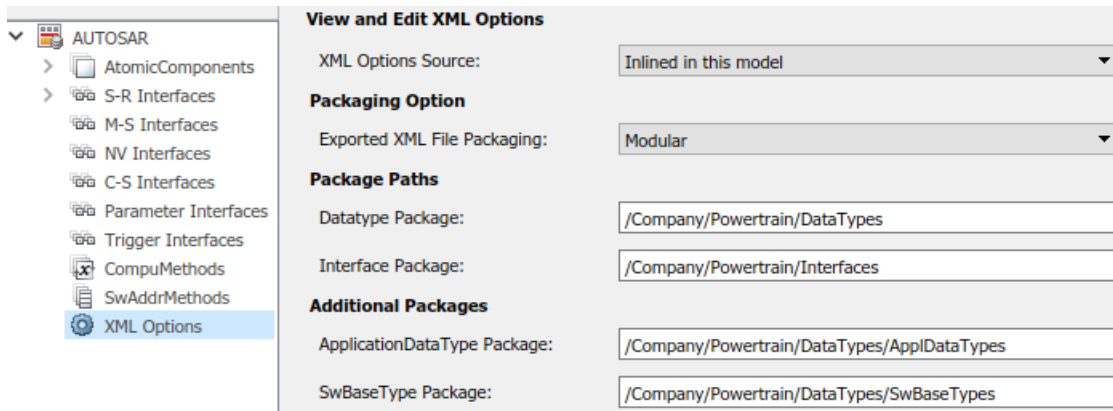 AUTOSAR
AtomicComponents
S-R Interfaces
M-S Interfaces
NV Interfaces
C-S Interfaces
Parameter Interfaces
Trigger Interfaces
CompuMethods
SwAddrMethods
XML Options
View and Edit XML Options
XML Options Source: Inlined in this model
Packaging Option
Exported XML File Packaging: Modular
Package Paths
Datatype Package: /Company/Powertrain/DataTypes
Interface Package: /Company/Powertrain/Interfaces
Additional Packages
ApplicationDataType Package: /Company/Powertrain/DataTypes/ApplDataTypes
SwBaseType Package: /Company/Powertrain/DataTypes/SwBaseTypes